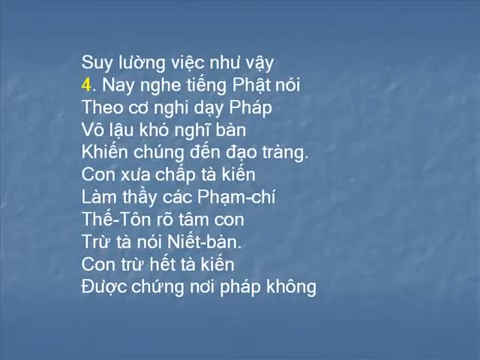 Suy lường việc như vậy
4. Nay nghe tiếng Phật nói
Theo cơ nghi dạy Pháp
Vô lậu khó nghĩ bàn
Khiến chúng đến đạo tràng.
Con xưa chấp tà kiến
Làm thầy các Phạm-chí
Thế-Tôn rõ tâm con
Trừ tà nói Niết-bàn.
Con trừ hết tà kiến
Được chứng nơi pháp không